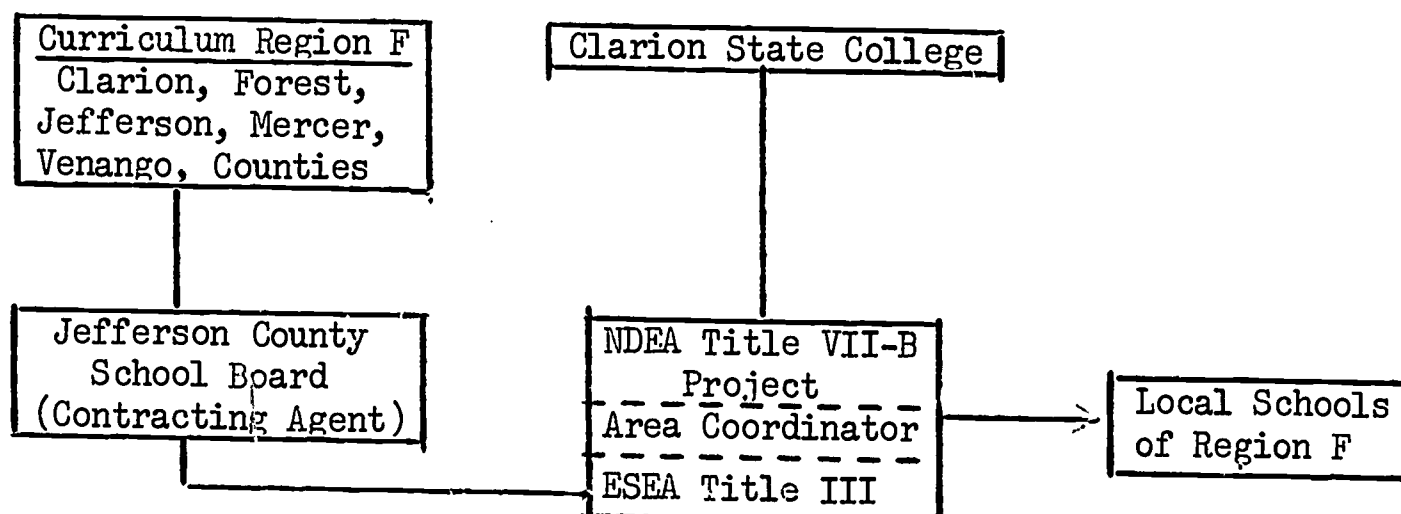 Curriculum Region F
Clarion, Forest,
Jefferson, Mercer,
Venango, Counties
Clarion State College
Jefferson County
School Board
(Contracting Agent)
NDEA Title VII-B
Project
Area Coordinator
ESEA Title III
Local Schools
of Region F